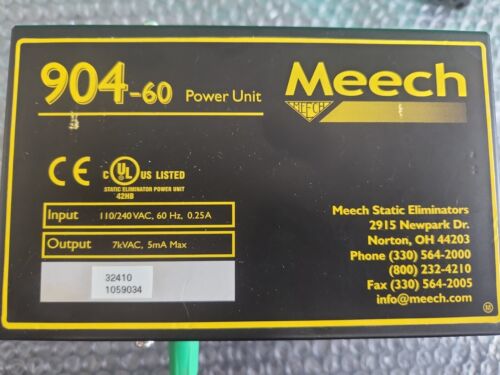 904-60 Power Unit
Meech
MEECH
CE
C UL US LISTED
STATIC ELIMINATOR POWER UNIT
42HB
Input 110/240 VAC, 60 Hz, 0.25A
Output 7kVAC, 5mA Max
32410
1059034
Meech Static Eliminators
2915 Newpark Dr.
Norton, OH 44203
Phone (330) 564-2000
(800) 232-4210
Fax (330) 564-2005
info@meech.com
M